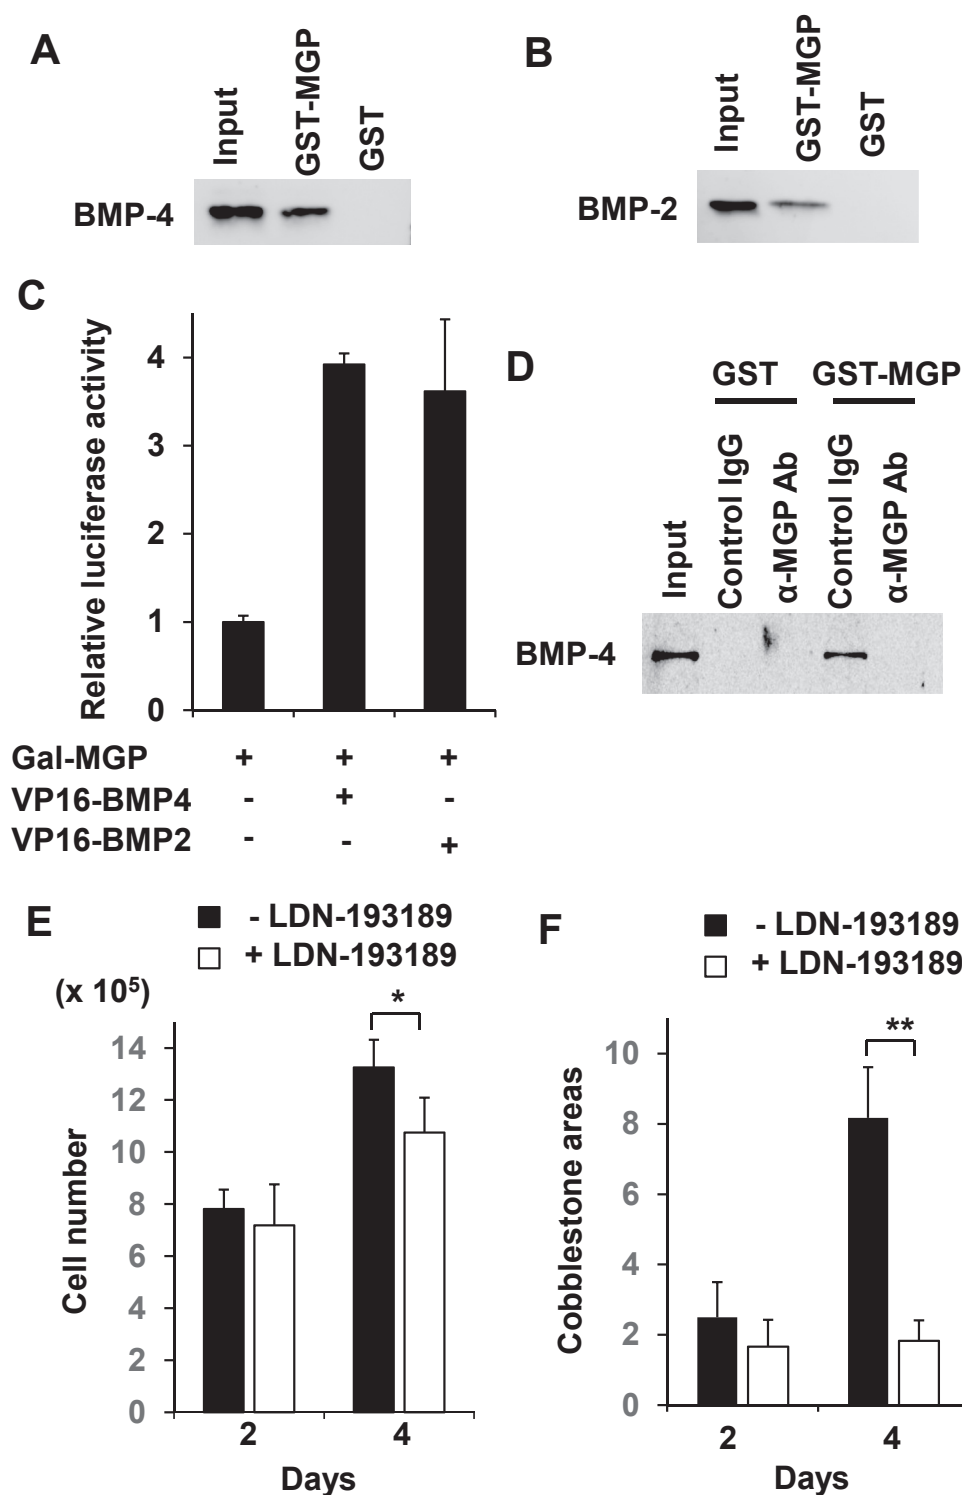 A
Input
GST-MGP
GST
BMP-4
B
Input
GST-MGP
GST
BMP-2
C
Relative luciferase activity
4
3
2
1
0
Gal-MGP + + +
VP16-BMP4 - + -
VP16-BMP2 - - +
D
GST GST-MGP
Input
Control IgG
α-MGP Ab
Control IgG
α-MGP Ab
BMP-4
E
- LDN-193189
+ LDN-193189
(x 10⁵)
*
Cell number
14
12
10
8
6
4
2
0
2 4
Days
F
- LDN-193189
+ LDN-193189
**
Cobblestone areas
10
8
6
4
2
0
2 4
Days